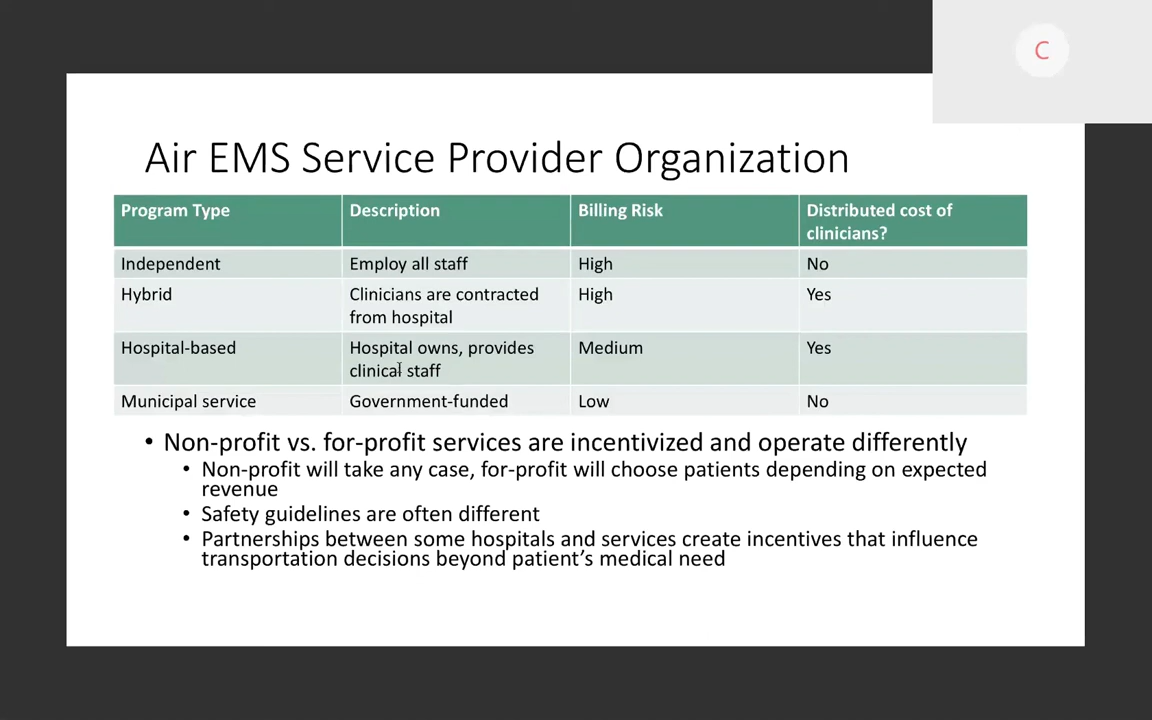 C
Air EMS Service Provider Organization
Program Type Description Billing Risk Distributed cost of
clinicians?
Independent Employ all staff High No
Hybrid Clinicians are contracted High Yes
from hospital
Hospital-based Hospital owns, provides Medium Yes
clinical staff
Municipal service Government-funded Low No
• Non-profit vs. for-profit services are incentivized and operate differently
• Non-profit will take any case, for-profit will choose patients depending on expected
revenue
• Safety guidelines are often different
• Partnerships between some hospitals and services create incentives that influence
transportation decisions beyond patient’s medical need